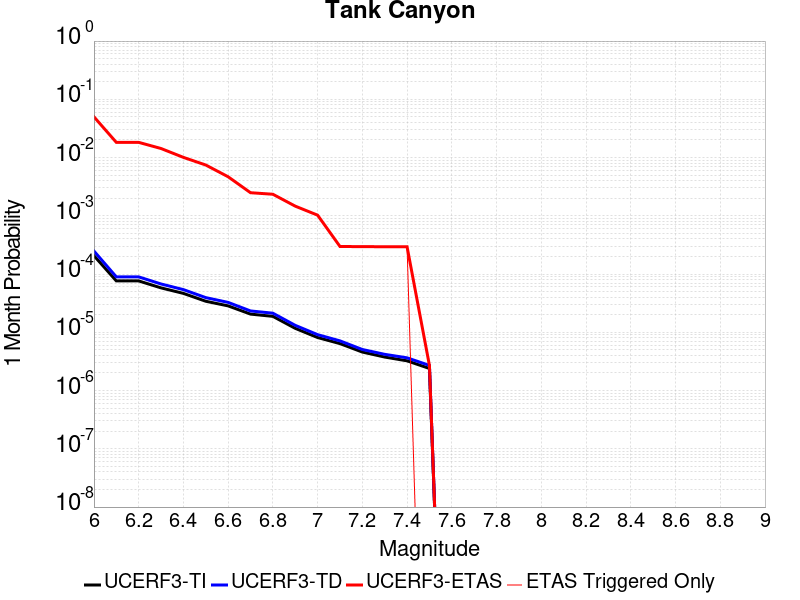 Tank Canyon
1 Month Probability
10^0
10^-1
10^-2
10^-3
10^-4
10^-5
10^-6
10^-7
10^-8
6 6.2 6.4 6.6 6.8 7 7.2 7.4 7.6 7.8 8 8.2 8.4 8.6 8.8 9
Magnitude
UCERF3-TI UCERF3-TD UCERF3-ETAS ETAS Triggered Only